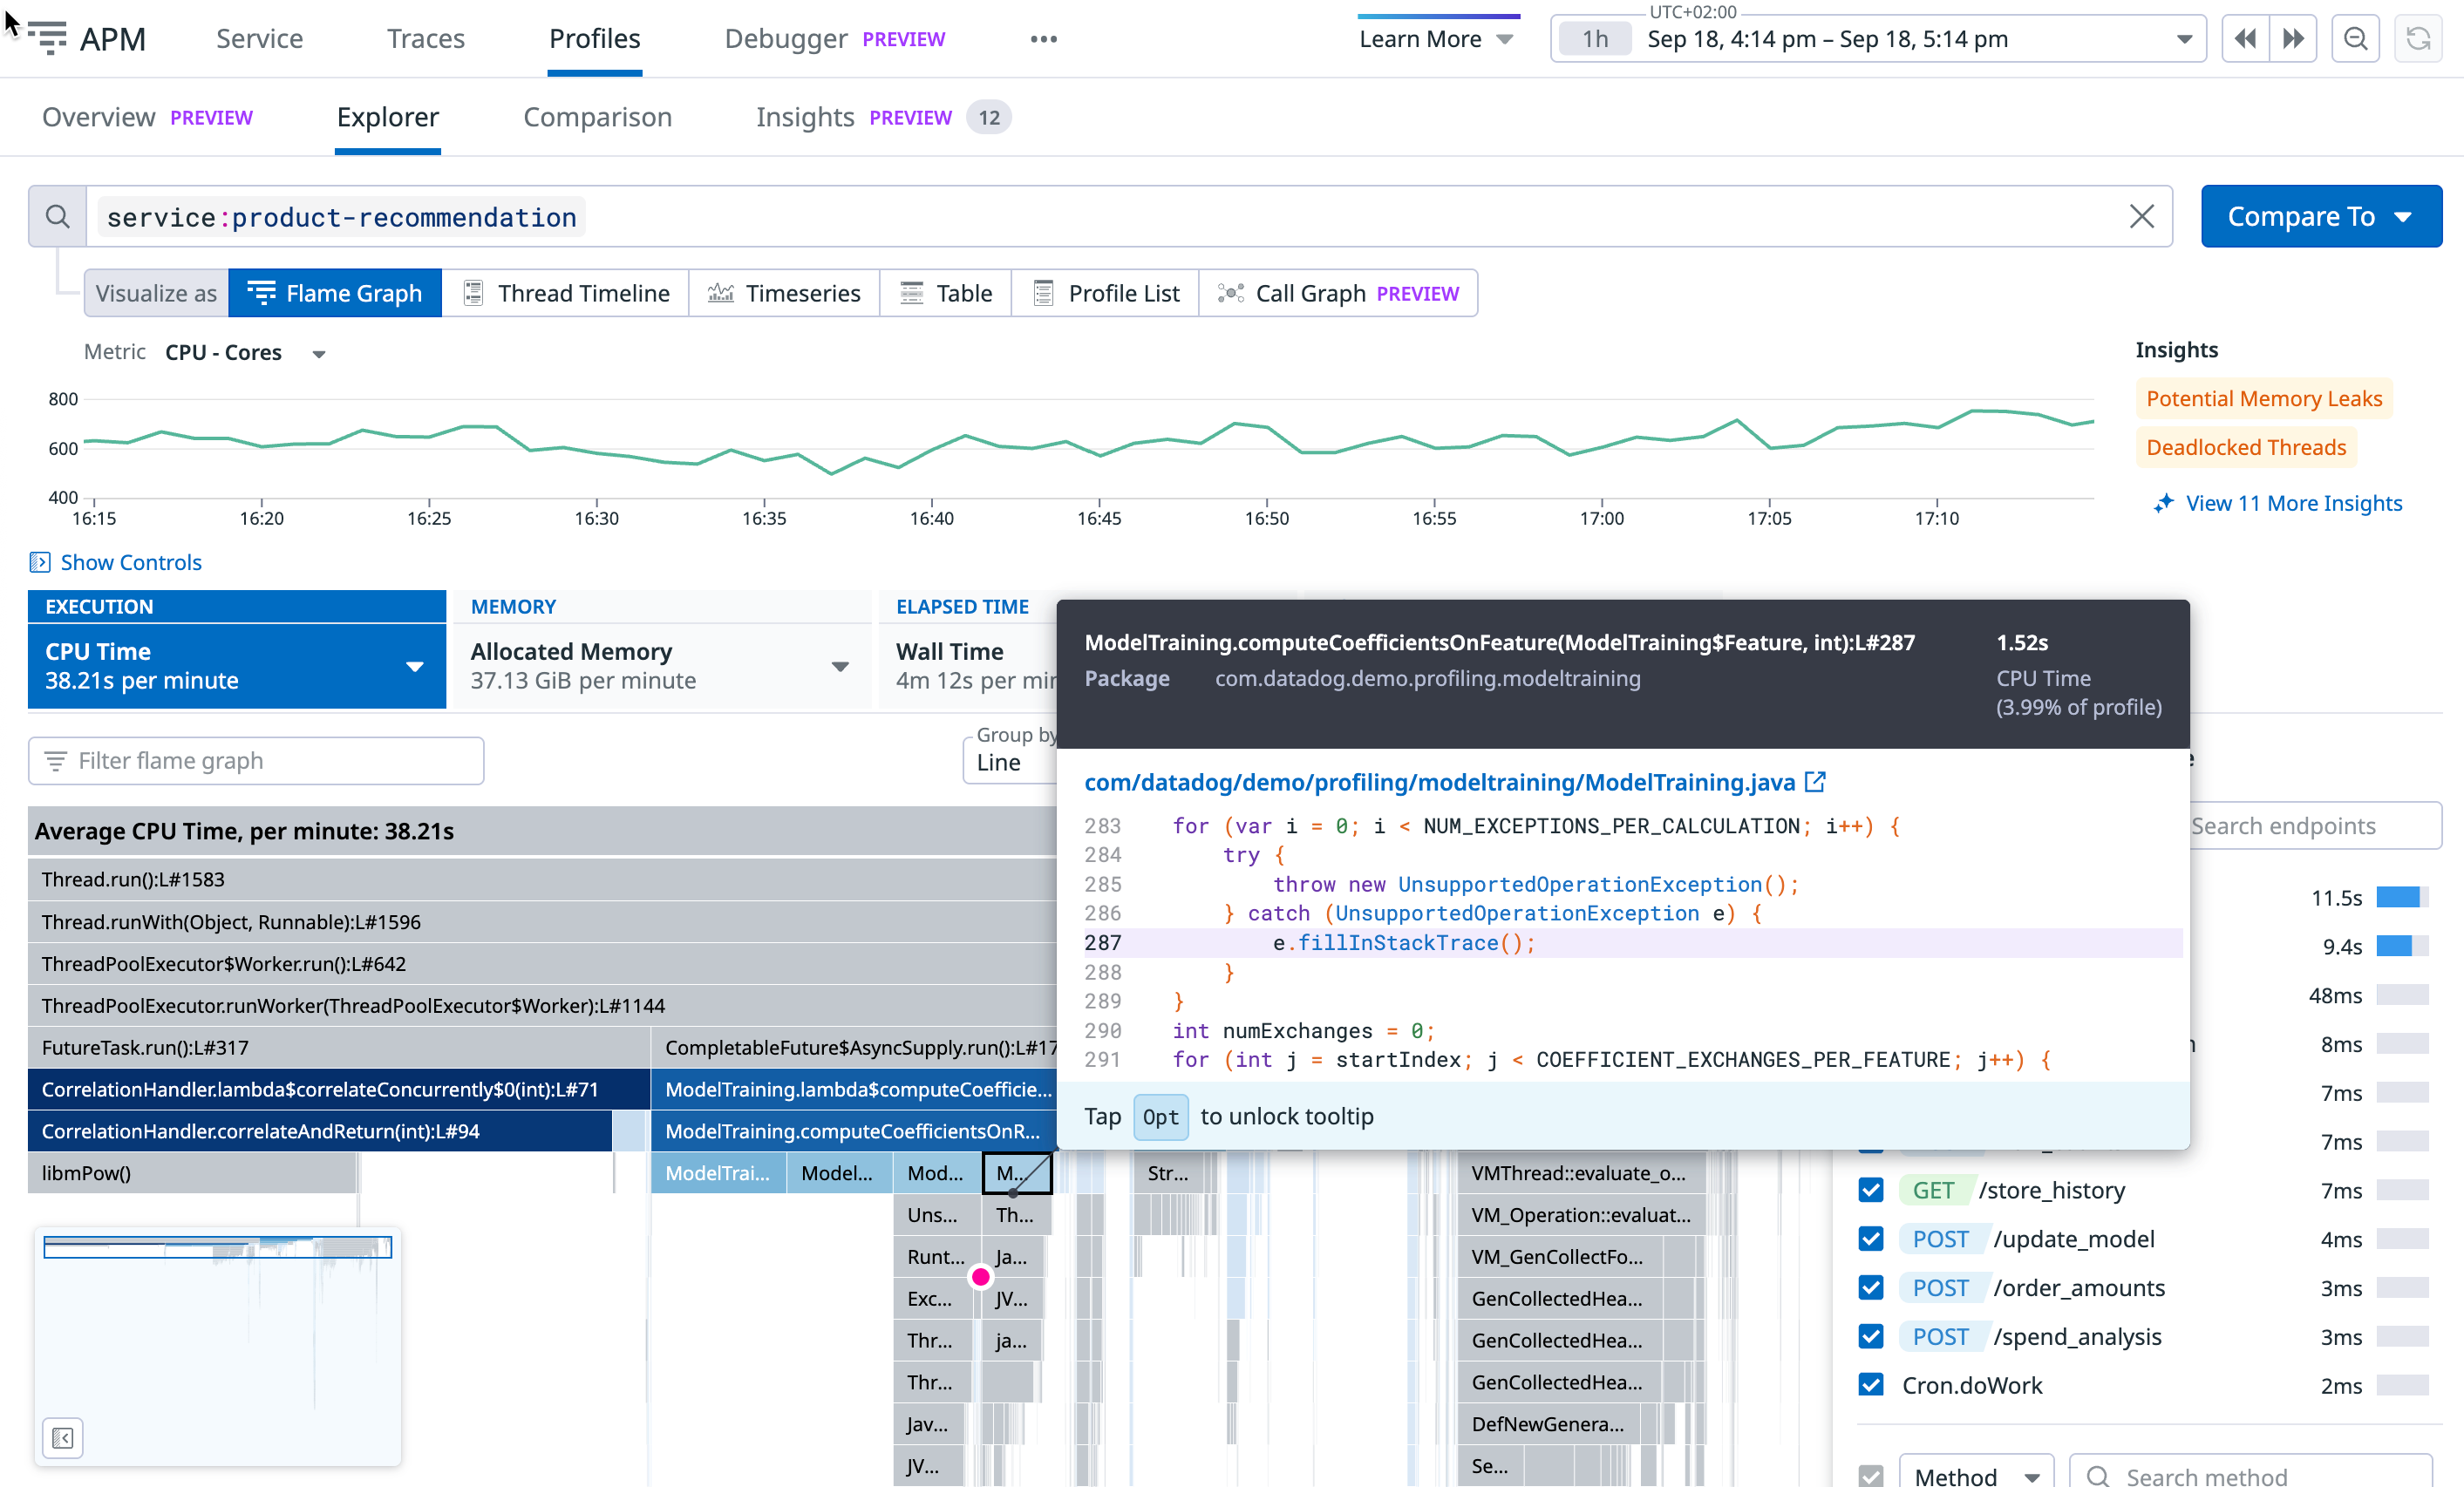 APM Service Traces Profiles Debugger PREVIEW ••• Learn More
UTC+02:00
1h Sep 18, 4:14 pm – Sep 18, 5:14 pm
Overview PREVIEW Explorer Comparison Insights PREVIEW 12
service:product-recommendation
Compare To
Visualize as Flame Graph Thread Timeline Timeseries Table Profile List Call Graph PREVIEW
Metric CPU - Cores
800
600
400
16:15 16:20 16:25 16:30 16:35 16:40 16:45 16:50 16:55 17:00 17:05 17:10
Insights
Potential Memory Leaks
Deadlocked Threads
View 11 More Insights
Show Controls
EXECUTION
CPU Time
38.21s per minute
MEMORY
Allocated Memory
37.13 GiB per minute
ELAPSED TIME
Wall Time
4m 12s per
Filter flame graph
Group by
Line
ModelTraining.computeCoefficientsOnFeature(ModelTraining$Feature, int):L#287
Package com.datadog.demo.profiling.modeltraining
1.52s
CPU Time
(3.99% of profile)
com/datadog/demo/profiling/modeltraining/ModelTraining.java
283 for (var i = 0; i < NUM_EXCEPTIONS_PER_CALCULATION; i++) {
284 try {
285 throw new UnsupportedOperationException();
286 } catch (UnsupportedOperationException e) {
287 e.fillInStackTrace();
288 }
289 }
290 int numExchanges = 0;
291 for (int j = startIndex; j < COEFFICIENT_EXCHANGES_PER_FEATURE; j++) {
Tap Opt to unlock tooltip
Average CPU Time, per minute: 38.21s
Thread.run():L#1583
Thread.runWith(Object, Runnable):L#1596
ThreadPoolExecutor$Worker.run():L#642
ThreadPoolExecutor.runWorker(ThreadPoolExecutor$Worker):L#1144
FutureTask.run():L#317 CompletableFuture$AsyncSupply.run():L#17
CorrelationHandler.lambda$correlateConcurrently$0(int):L#71 ModelTraining.lambda$computeCoefficie...
CorrelationHandler.correlateAndReturn(int):L#94 ModelTraining.computeCoefficientsOnR...
libmPow() ModelTrai... Model... Mod... M... Str... VMThread::evaluate_o...
Uns... Th... VM_Operation::evaluat...
Runt... Ja... VM_GenCollectFo...
Exc... JV... GenCollectedHea...
Thr... ja... GenCollectedHea...
Thr... GenCollectedHea...
Jav... DefNewGenera...
JV... Se...
Search endpoints
11.5s
9.4s
48ms
8ms
7ms
7ms
GET /store_history 7ms
POST /update_model 4ms
POST /order_amounts 3ms
POST /spend_analysis 3ms
Cron.doWork 2ms
Method Search method